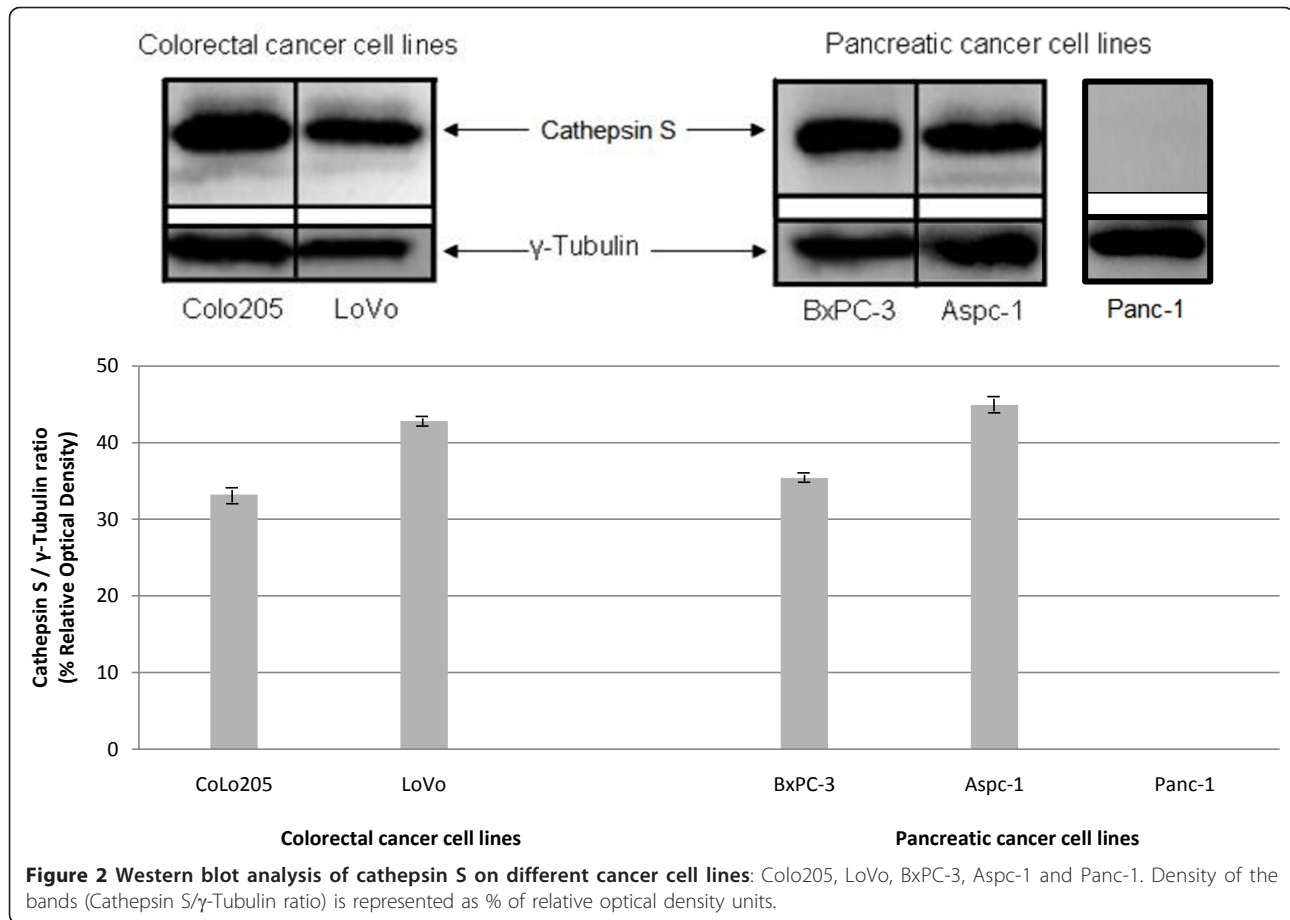 Colorectal cancer cell lines
Pancreatic cancer cell lines
Cathepsin S
γ-Tubulin
Colo205 LoVo BxPC-3 Aspc-1 Panc-1
Cathepsin S / γ-Tubulin ratio
(% Relative Optical Density)
50
40
30
20
10
0
CoLo205 LoVo BxPC-3 Aspc-1 Panc-1
Colorectal cancer cell lines Pancreatic cancer cell lines
Figure 2 Western blot analysis of cathepsin S on different cancer cell lines: Colo205, LoVo, BxPC-3, Aspc-1 and Panc-1. Density of the
bands (Cathepsin S/γ-Tubulin ratio) is represented as % of relative optical density units.